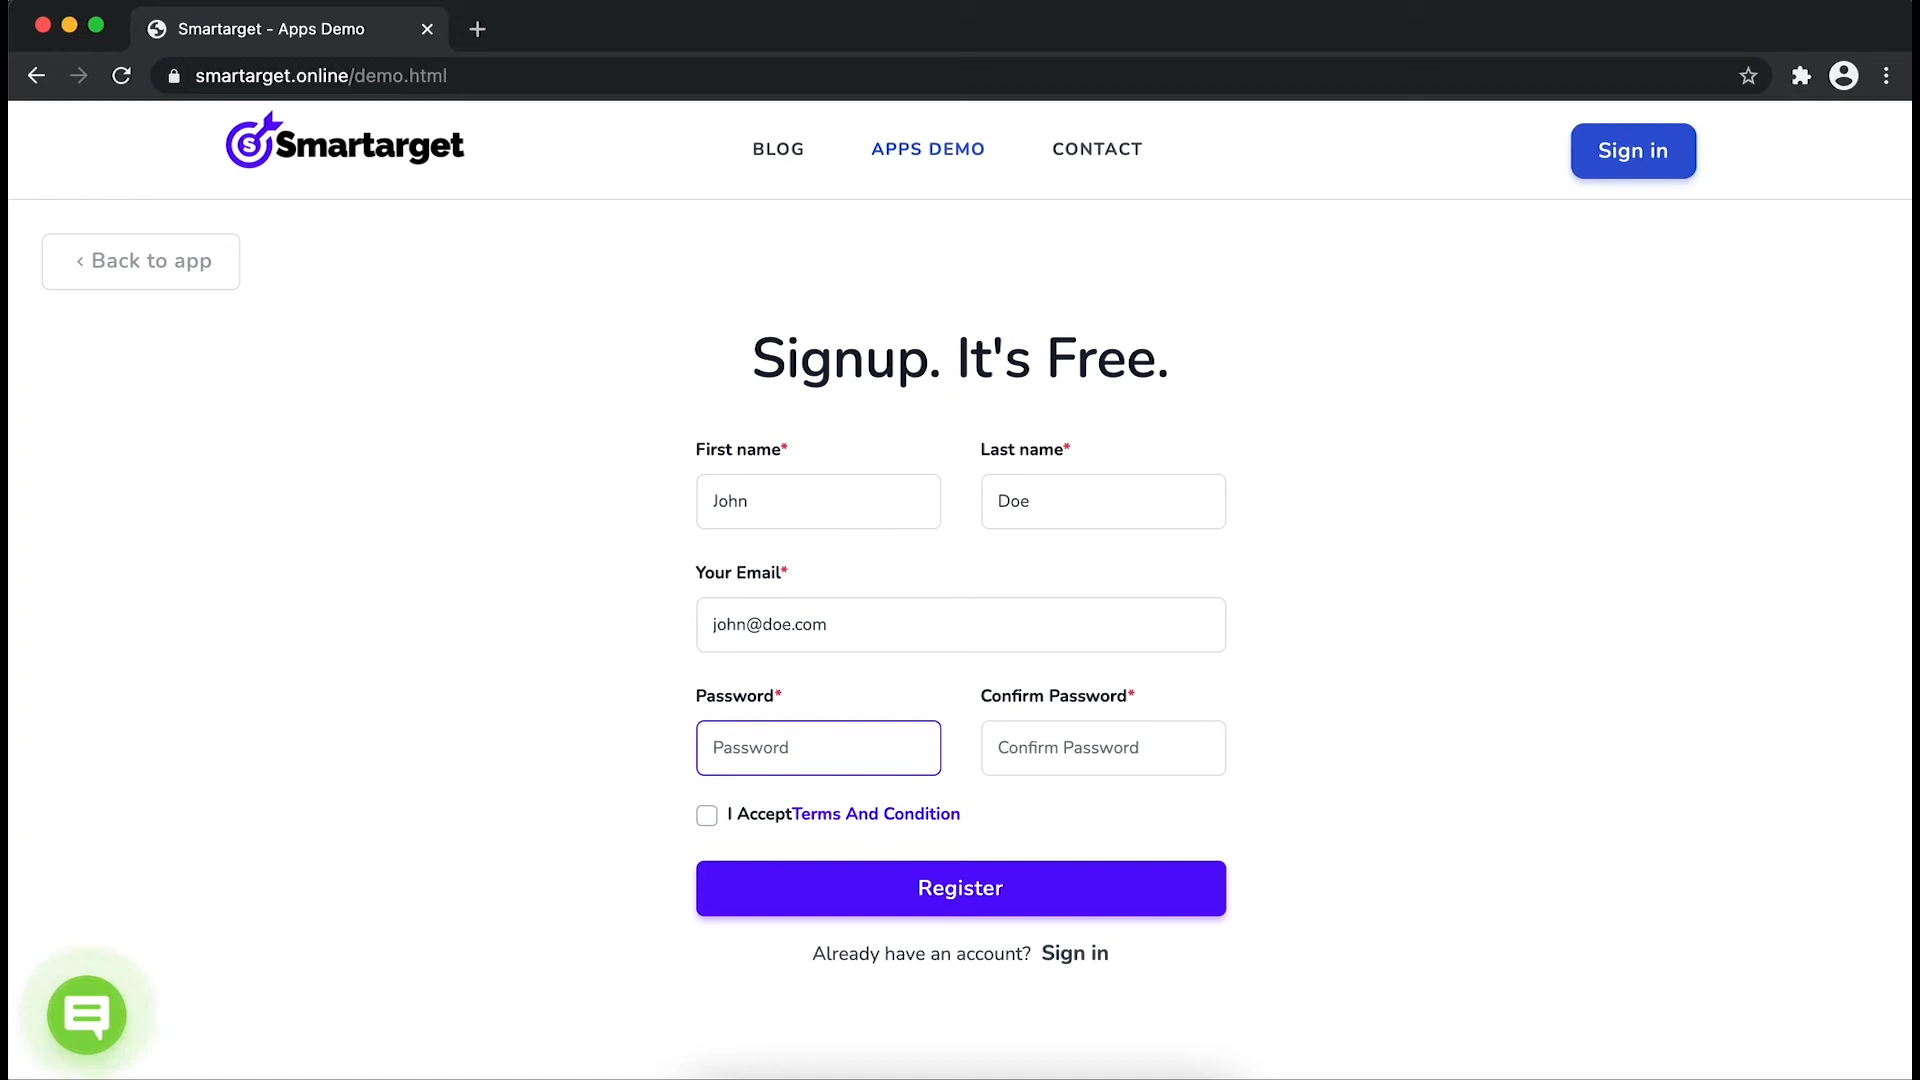 Smartarget - Apps Demo
smartarget.online/demo.html
Smartarget
BLOG
APPS DEMO
CONTACT
Sign in
‹ Back to app
Signup. It's Free.
First name*
Last name*
John
Doe
Your Email*
john@doe.com
Password*
Confirm Password*
Password
Confirm Password
I AcceptTerms And Condition
Register
Already have an account? Sign in